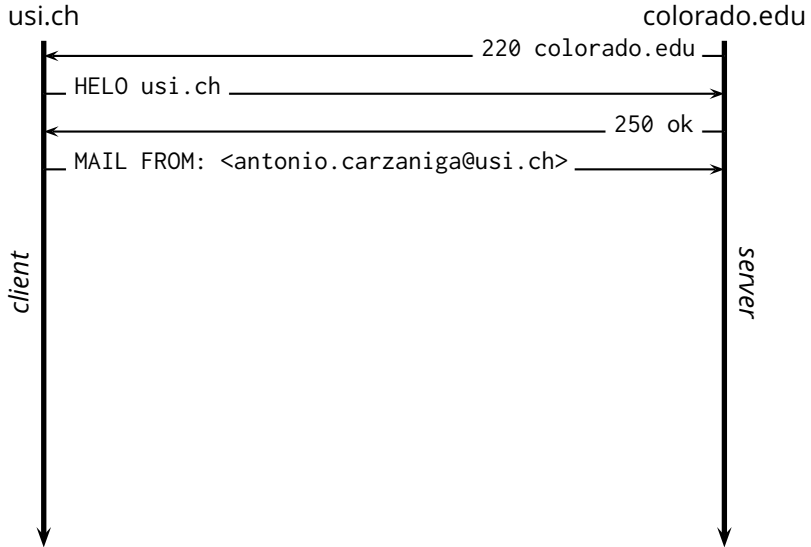 usi.ch
colorado.edu
220 colorado.edu
HELO usi.ch
250 ok
MAIL FROM: <antonio.carzaniga@usi.ch>
client
server